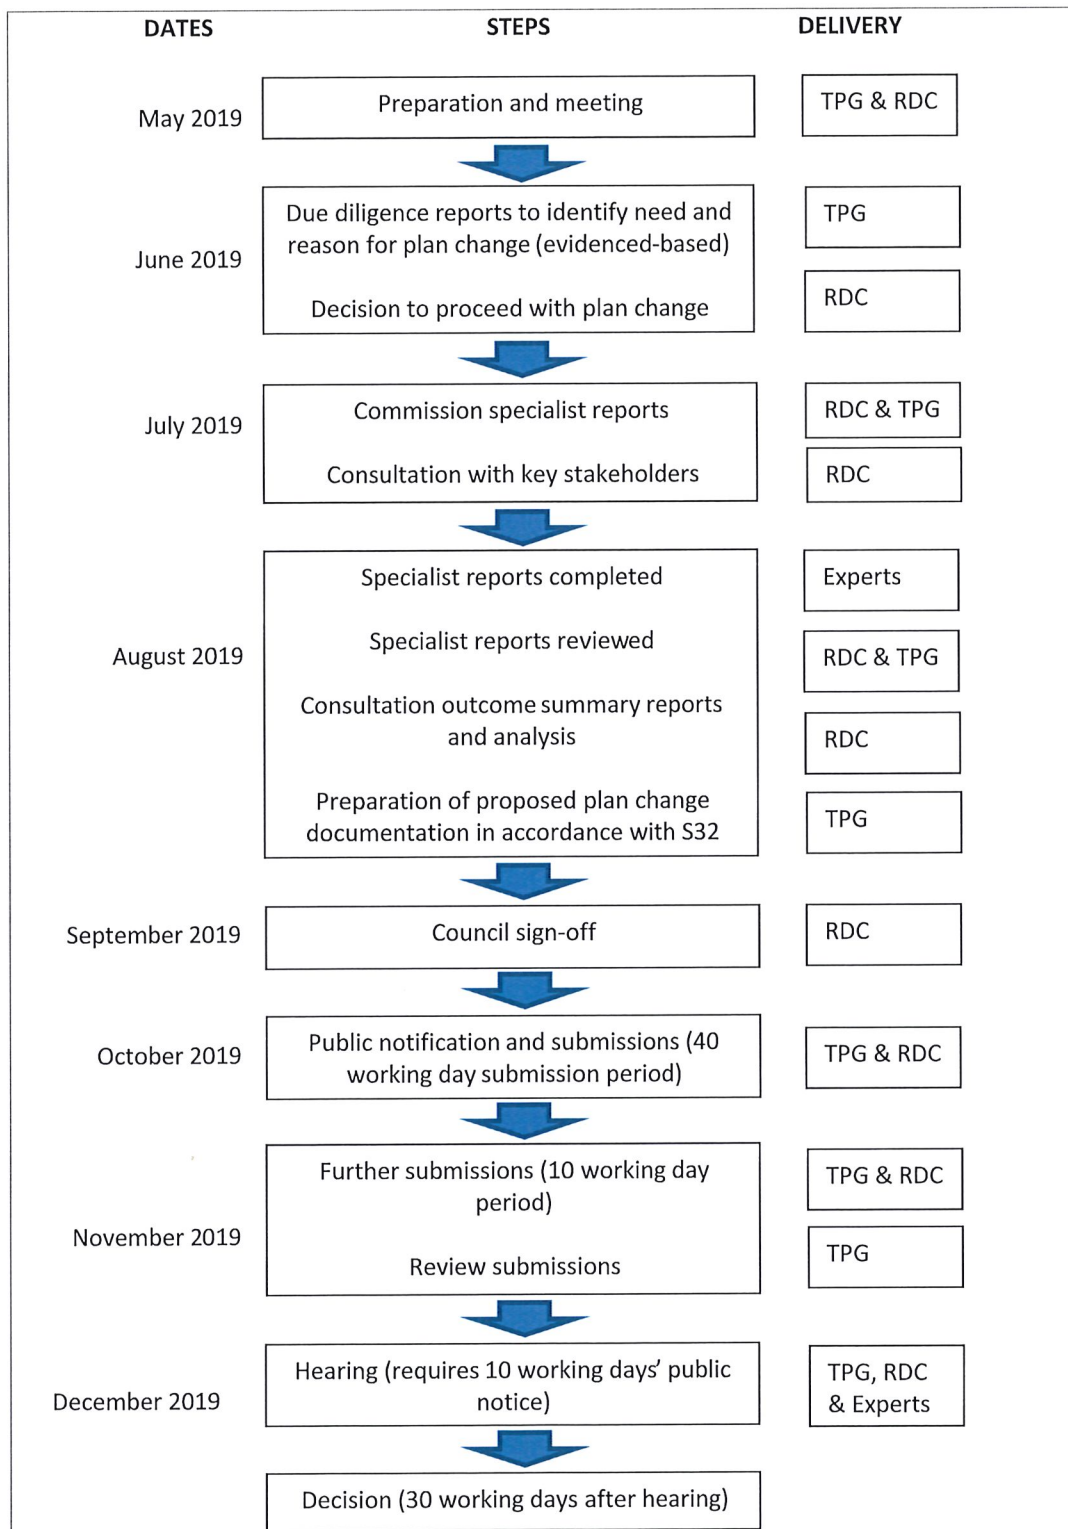 DATES STEPS DELIVERY
May 2019
Preparation and meeting
TPG & RDC
June 2019
Due diligence reports to identify need and
reason for plan change (evidenced-based)
Decision to proceed with plan change
TPG
RDC
July 2019
Commission specialist reports
Consultation with key stakeholders
RDC & TPG
RDC
August 2019
Specialist reports completed
Specialist reports reviewed
Consultation outcome summary reports
and analysis
Preparation of proposed plan change
documentation in accordance with S32
Experts
RDC & TPG
RDC
TPG
September 2019
Council sign-off
RDC
October 2019
Public notification and submissions (40
working day submission period)
TPG & RDC
November 2019
Further submissions (10 working day
period)
Review submissions
TPG & RDC
TPG
December 2019
Hearing (requires 10 working days' public
notice)
TPG, RDC
& Experts
Decision (30 working days after hearing)